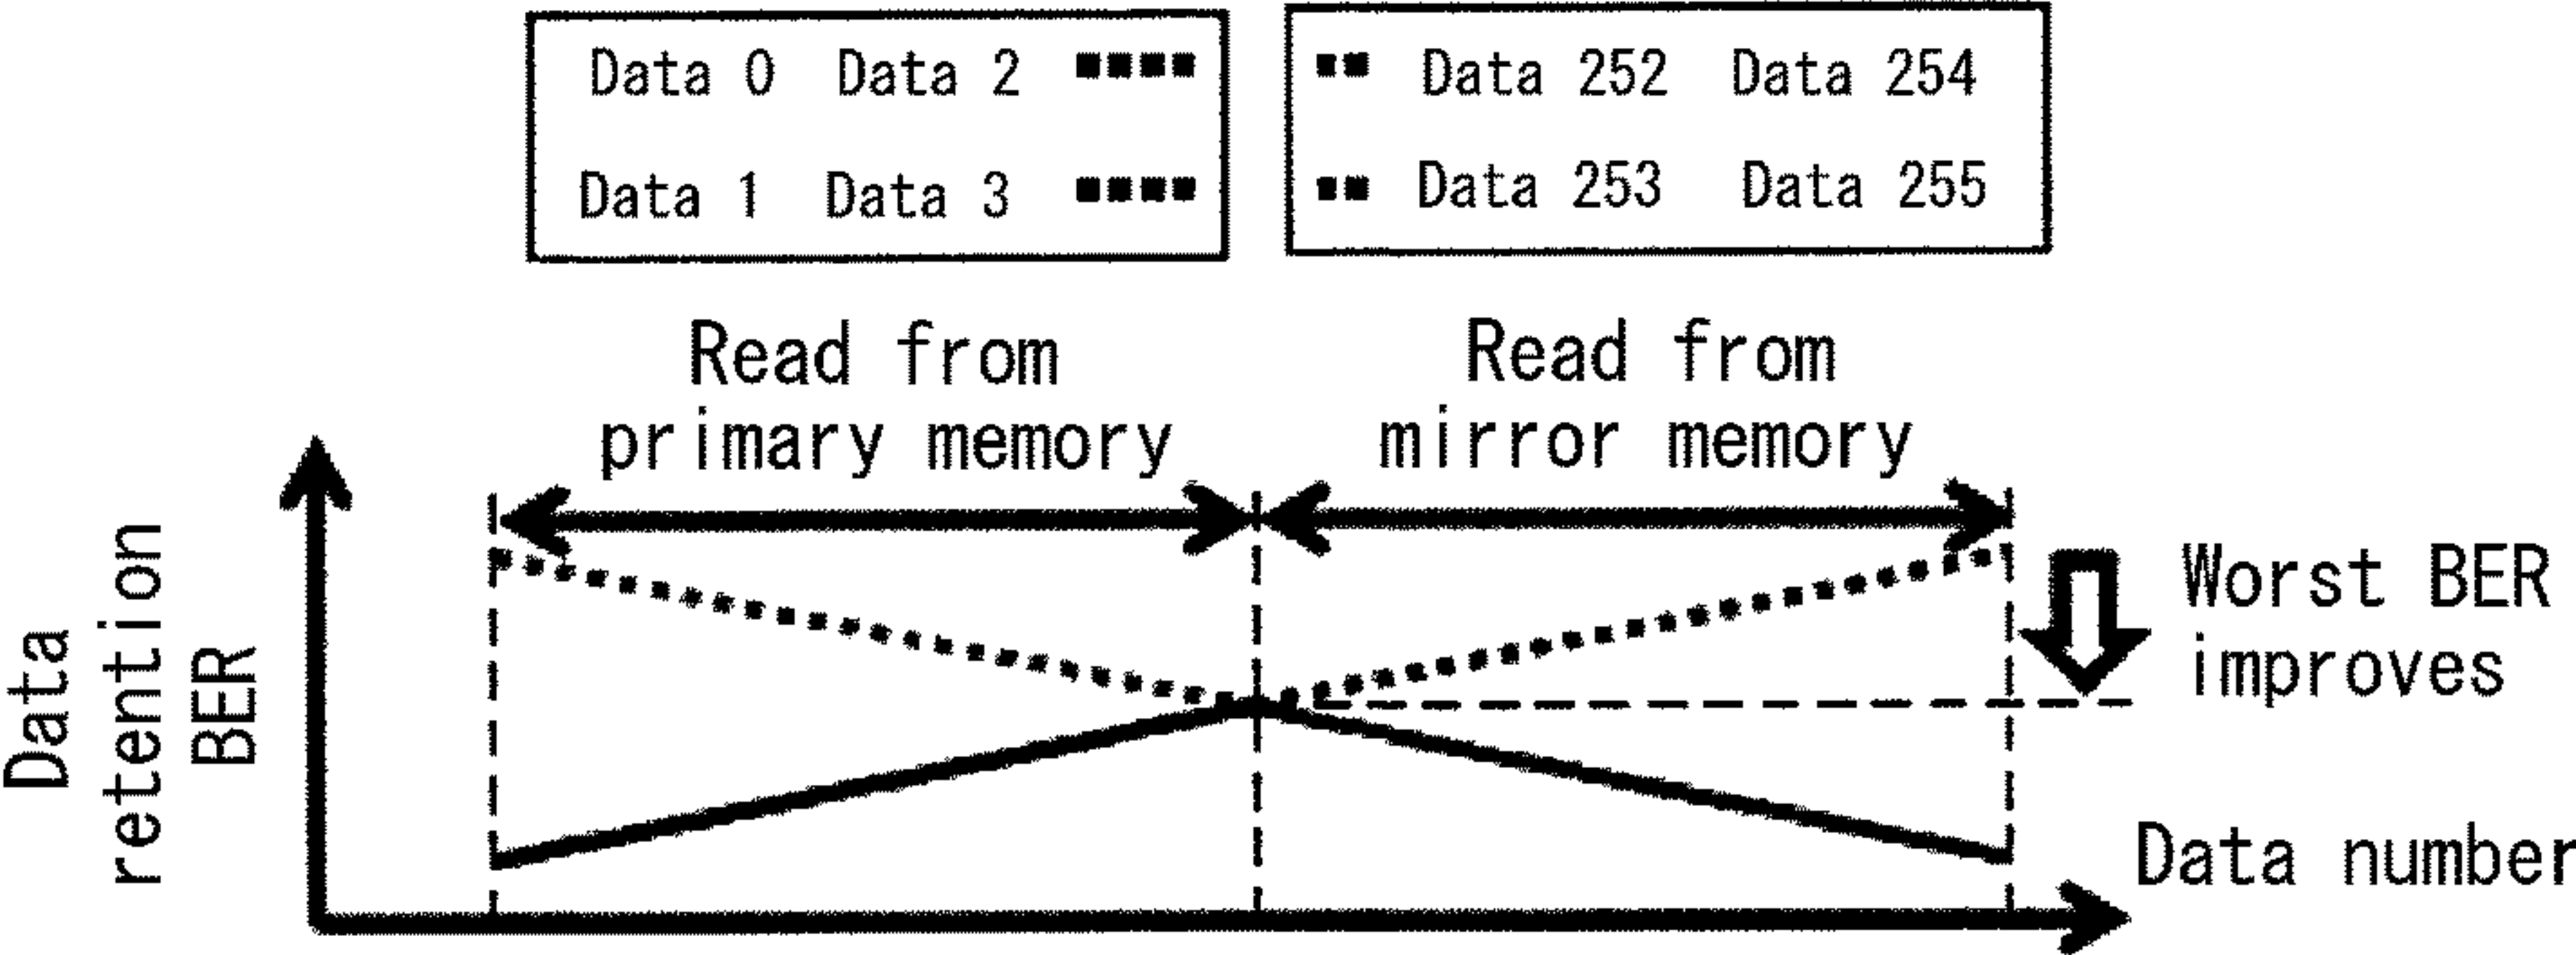 Data 0 Data 2
Data 1 Data 3
Data 252 Data 254
Data 253 Data 255
Read from
primary memory
Read from
mirror memory
Data
retention
BER
Worst BER
improves
Data number